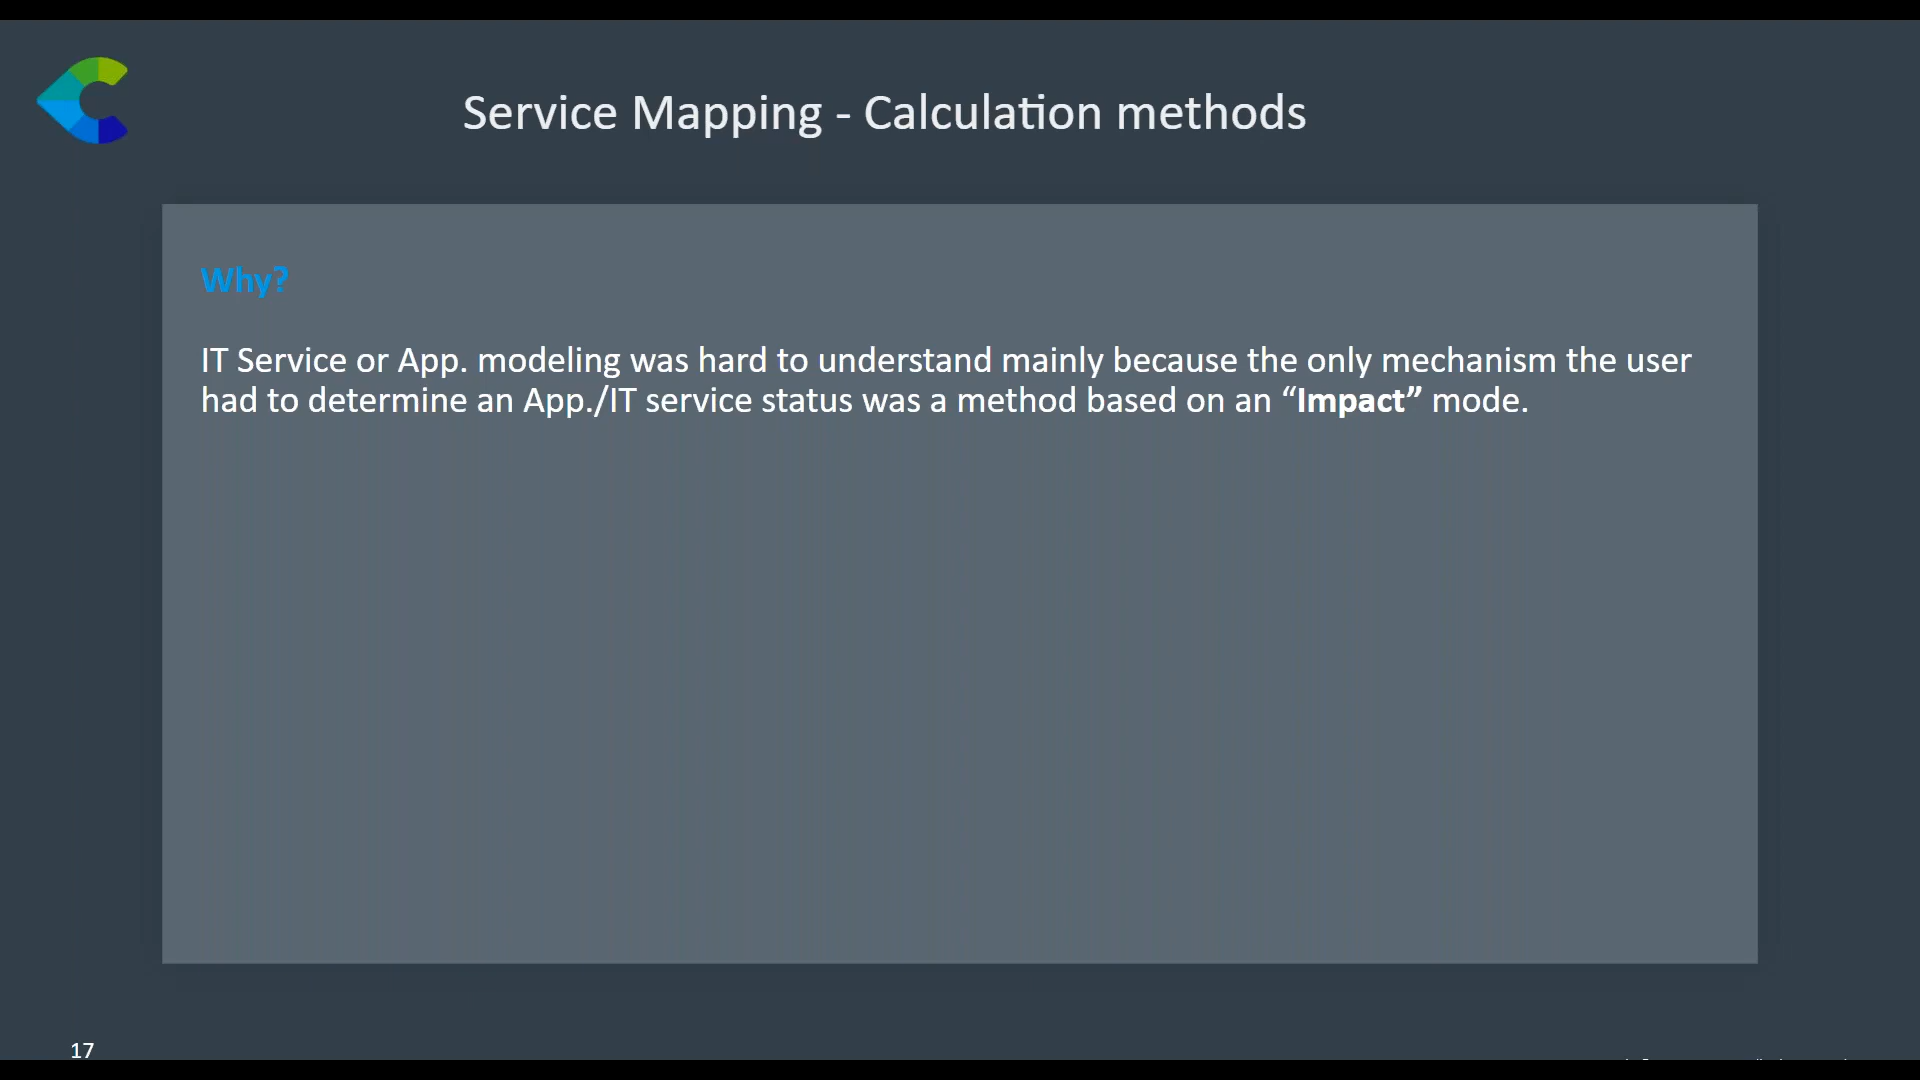 Service Mapping - Calculation methods
Why?
IT Service or App. modeling was hard to understand mainly because the only mechanism the user
had to determine an App./IT service status was a method based on an “Impact” mode.
17